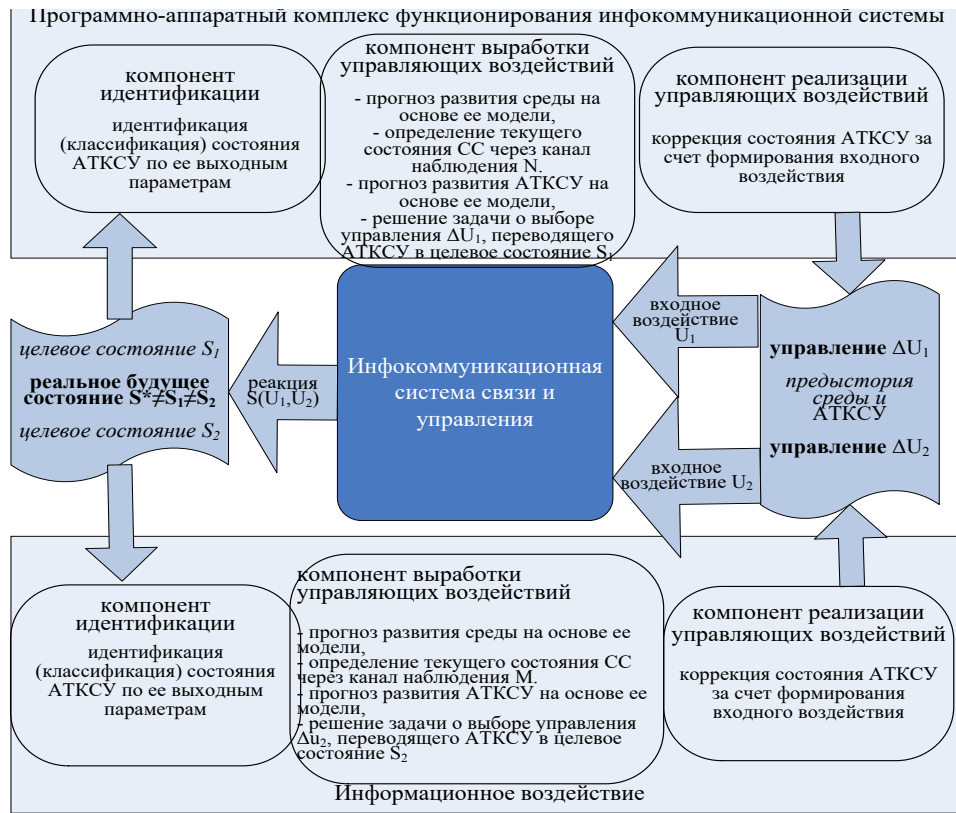 Программно-аппаратный комплекс функционирования инфокоммуникационной системы
компонент
идентификации
идентификация
(классификация) состояния
АТКСУ по ее выходным
параметрам
компонент выработки
управляющих воздействий
- прогноз развития среды на
основе ее модели,
- определение текущего
состояния СС через канал
наблюдения N.
- прогноз развития АТКСУ на
основе ее модели,
- решение задачи о выборе
управления ΔU₁, переводящего
АТКСУ в целевое состояние S₁
компонент реализации
управляющих воздействий
коррекция состояния АТКСУ за
счет формирования входного
воздействия
целевое состояние S₁
реальное будущее
состояние S*≠S₁≠S₂
целевое состояние S₂
реакция
S(U₁,U₂)
Инфокоммуникационная
система связи и
управления
входное
воздействие
U₁
входное
воздействие U₂
управление ΔU₁
предыстория
среды и
АТКСУ
управление ΔU₂
компонент
идентификации
идентификация
(классификация) состояния
АТКСУ по ее выходным
параметрам
компонент выработки
управляющих воздействий
- прогноз развития среды на основе ее
модели,
- определение текущего состояния СС
через канал наблюдения М.
- прогноз развития АТКСУ на основе ее
модели,
- решение задачи о выборе управления
Δu₂, переводящего АТКСУ в целевое
состояние S₂
компонент реализации
управляющих воздействий
коррекция состояния АТКСУ
за счет формирования
входного воздействия
Информационное воздействие